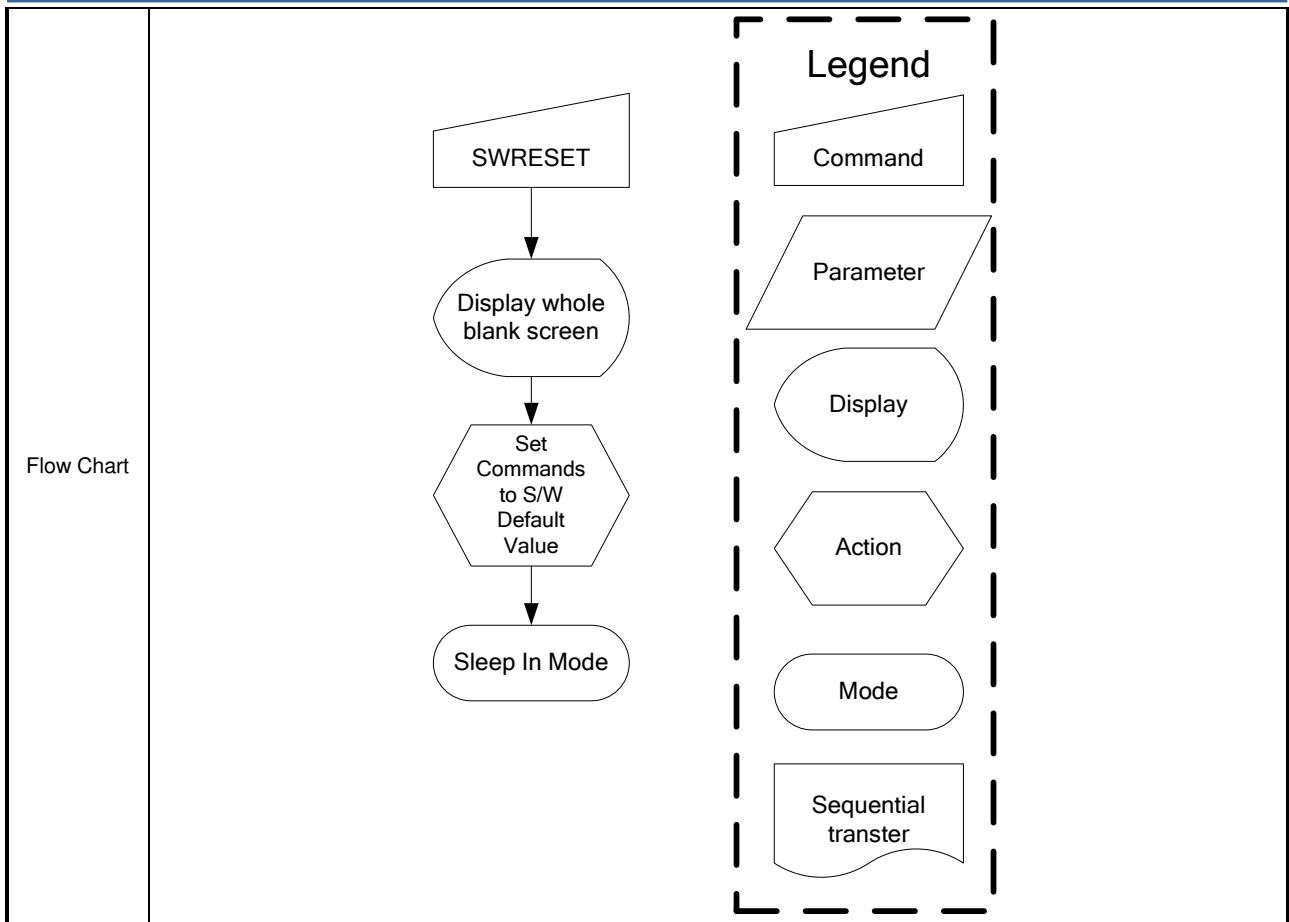 Flow Chart
SWRESET
Display whole
blank screen
Set
Commands
to S/W
Default
Value
Sleep In Mode
Legend
Command
Parameter
Display
Action
Mode
Sequential
transter